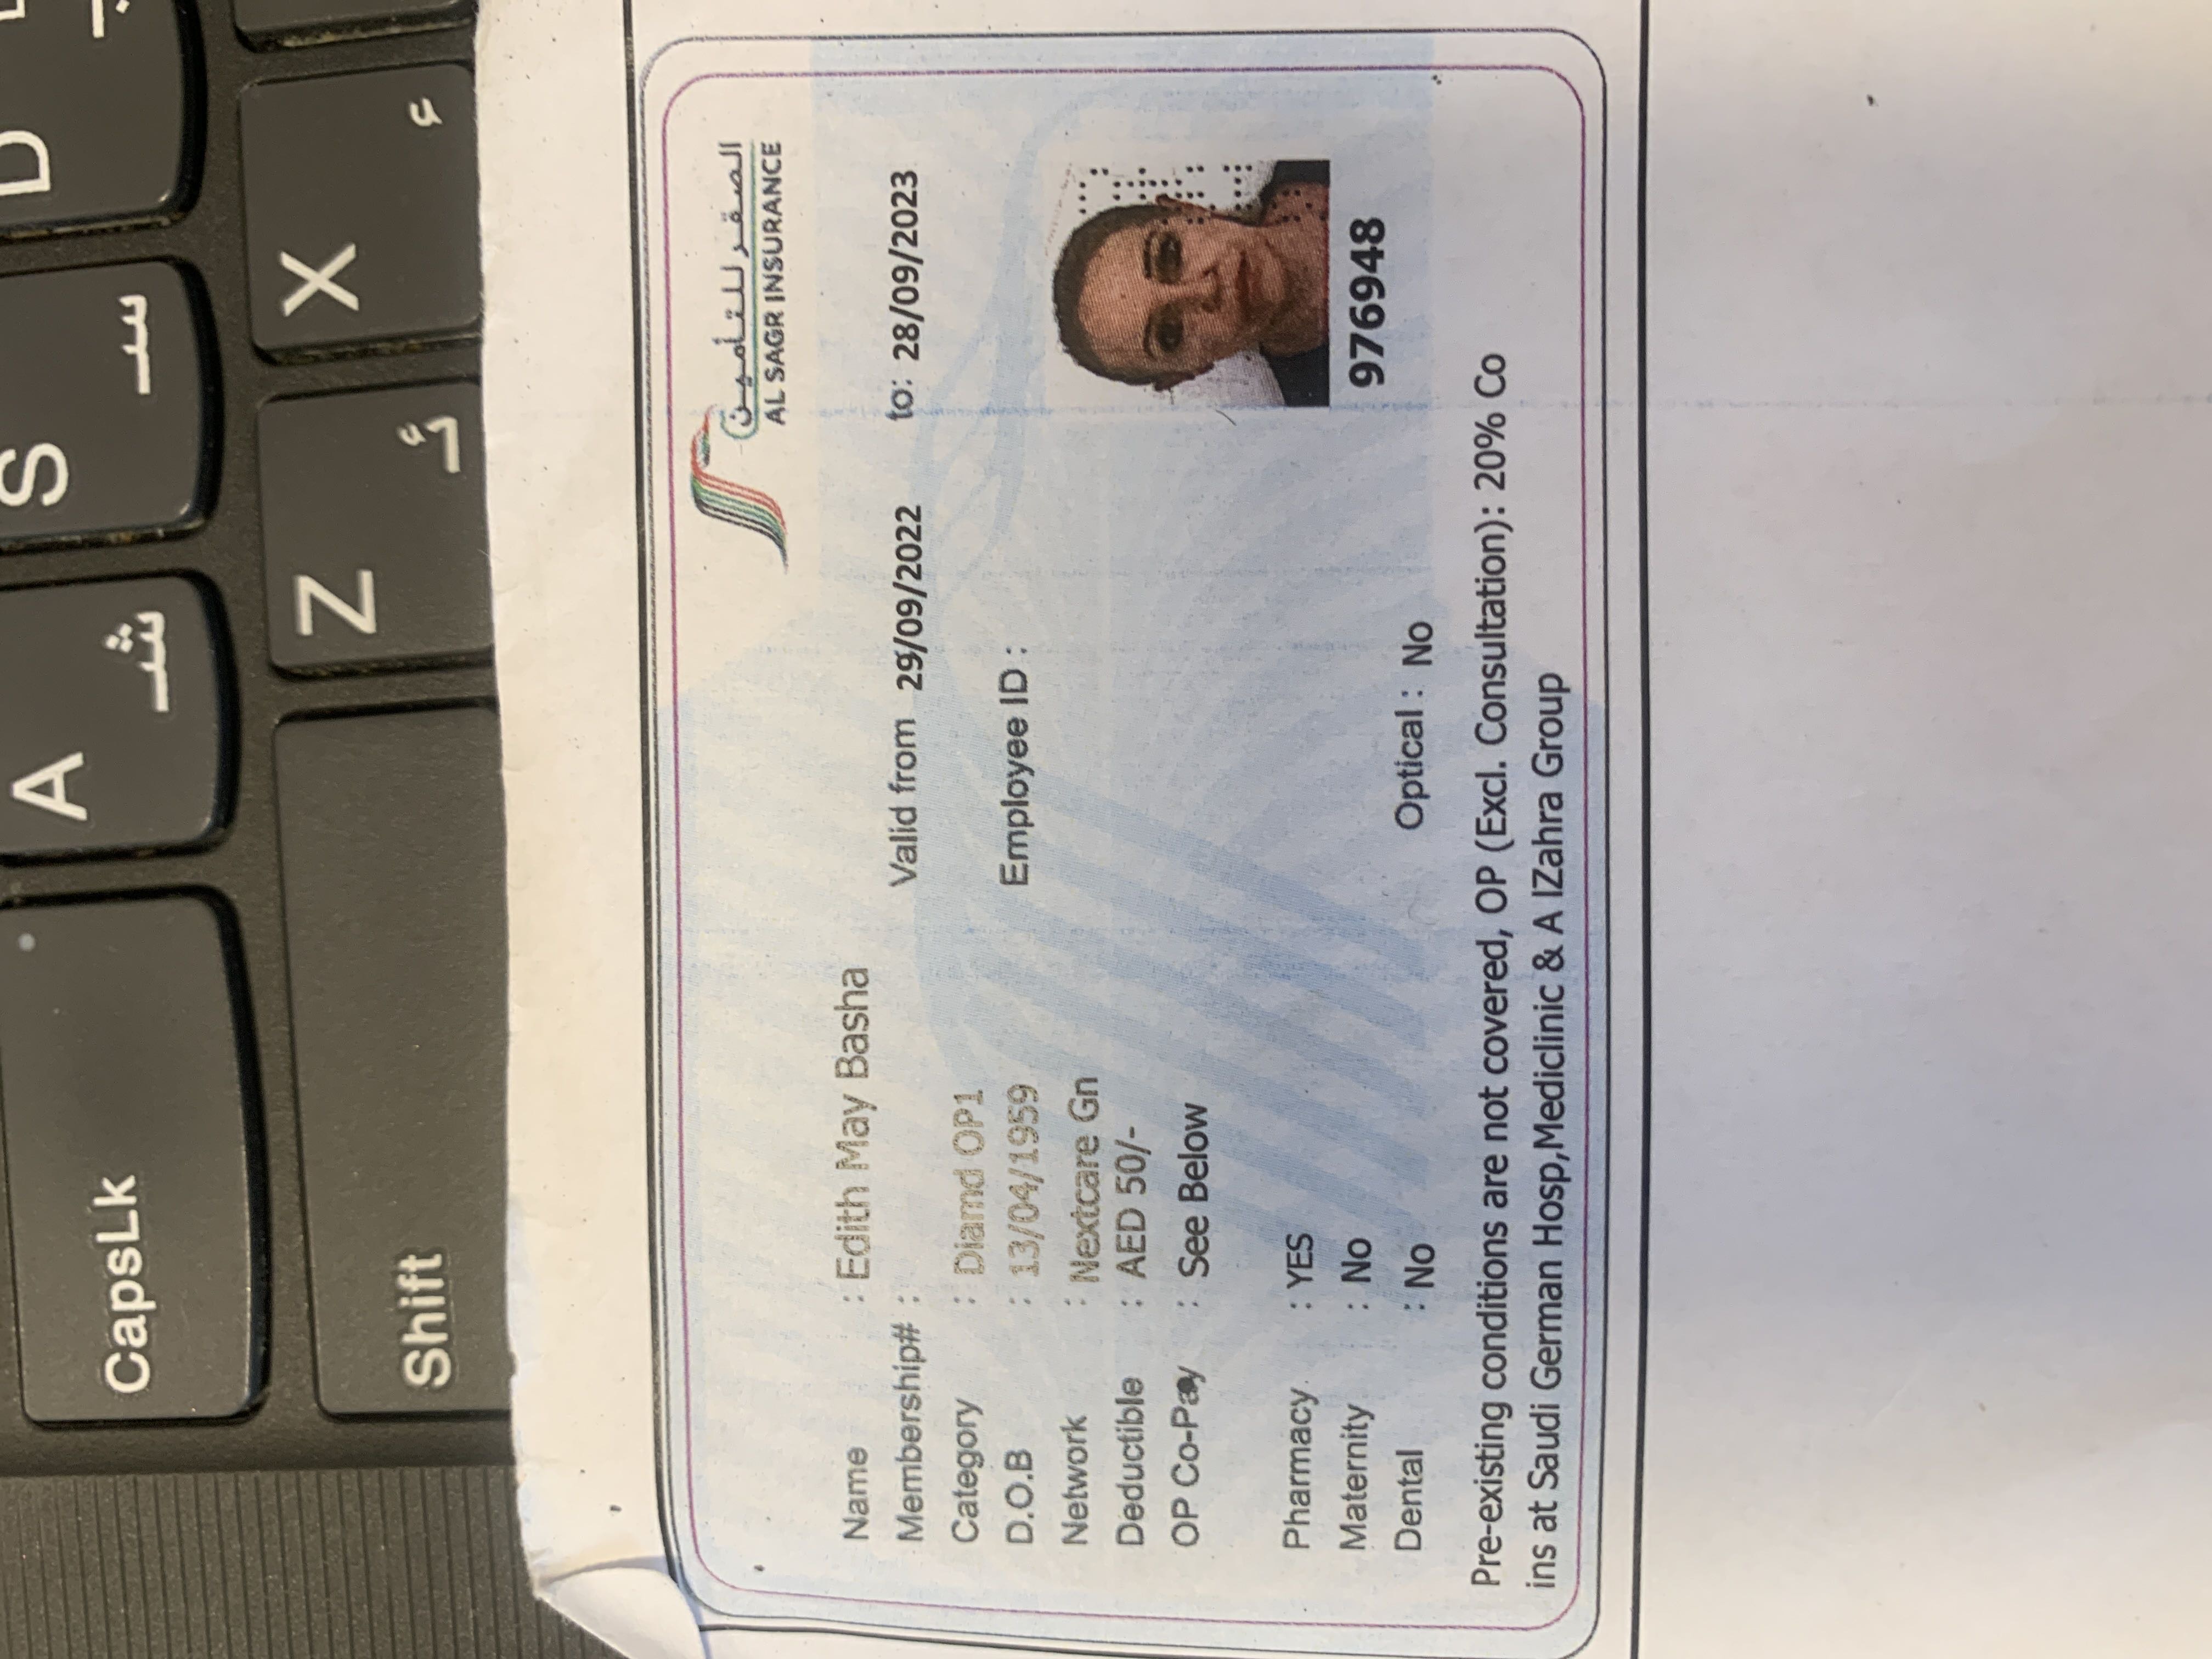 CapsLk
A
ش
S
س
D
Shift
Z
ئ
X
ء
الصقر للتأمين
AL SAGR INSURANCE
Name : Edith May Basha
Membership# : Valid from 29/09/2022 to: 28/09/2023
Category : Diamd OP1
D.O.B : 13/04/1959 Employee ID :
Network : Nextcare Gn
Deductible : AED 50/-
OP Co-Pay : See Below
Pharmacy : YES
Maternity : No
976948
Dental : No Optical : No
Pre-existing conditions are not covered, OP (Excl. Consultation): 20% Co
ins at Saudi German Hosp,Mediclinic & A lZahra Group